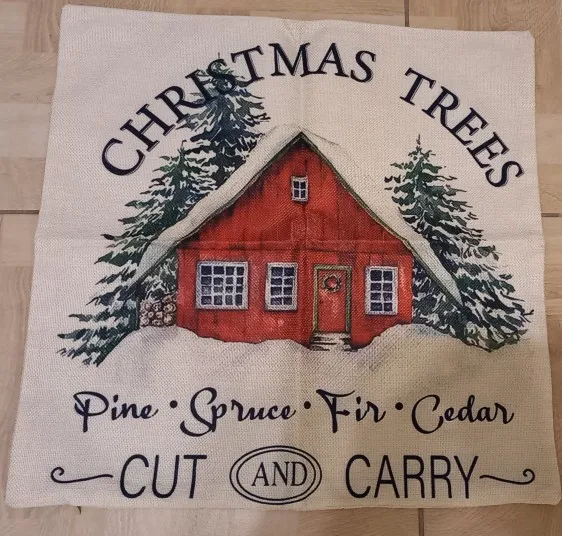 CHRISTMAS TREES
Pine • Spruce • Fir • Cedar
CUT AND CARRY